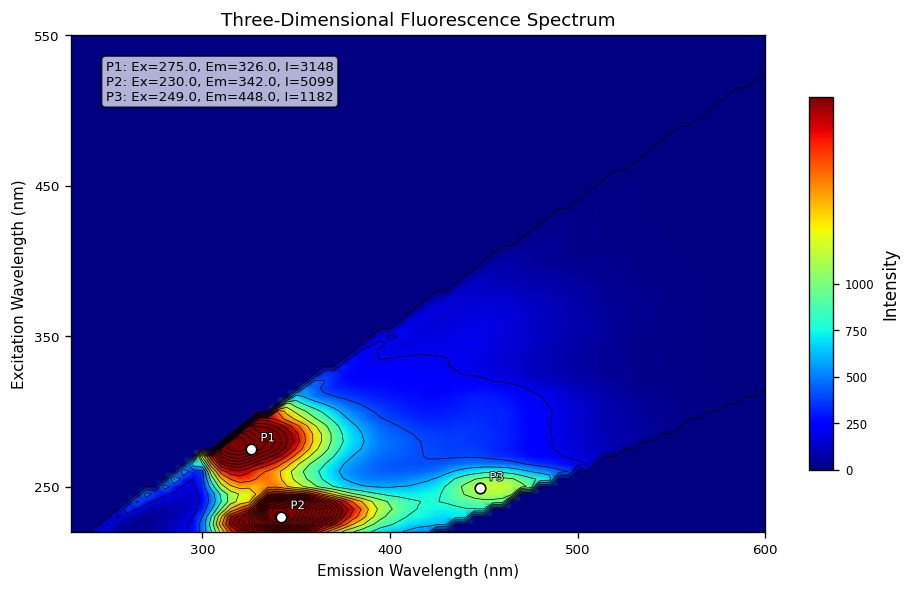 Three-Dimensional Fluorescence Spectrum
550
450
350
250
Excitation Wavelength (nm)
P1: Ex=275.0, Em=326.0, I=3148
P2: Ex=230.0, Em=342.0, I=5099
P3: Ex=249.0, Em=448.0, I=1182
P1
P3
P2
300
400
500
600
Emission Wavelength (nm)
1000
750
500
250
0
Intensity